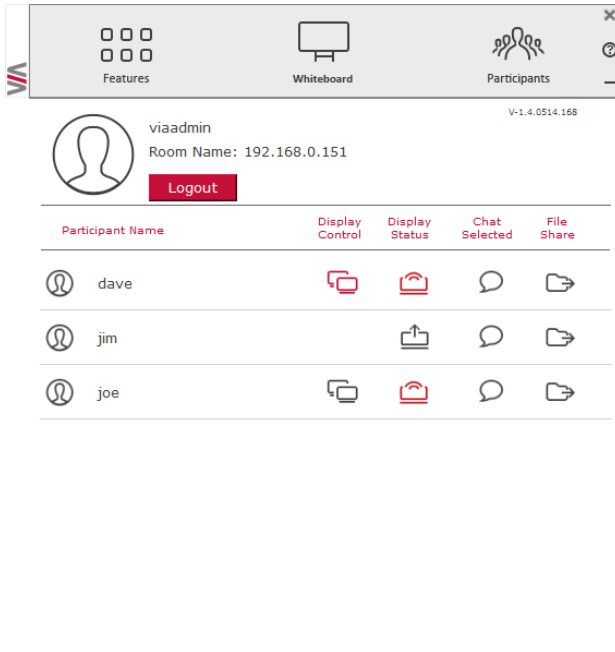 Features
Whiteboard
Participants
V-1.4.0514.168
viaadmin
Room Name: 192.168.0.151
Logout
Participant Name
Display Control
Display Status
Chat Selected
File Share
dave
jim
joe